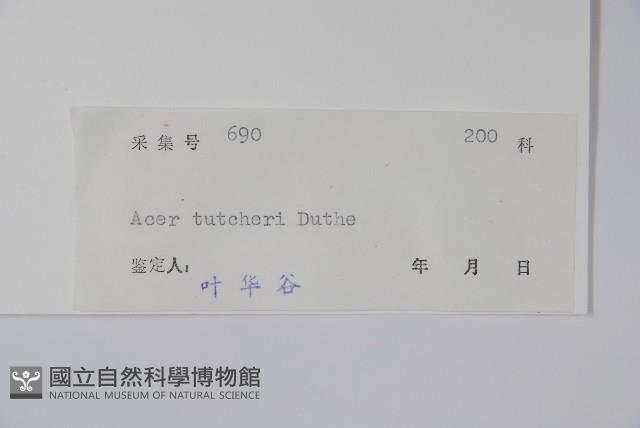 采集号 690 200 科
Acer tutcheri Duthe
鉴定人: 叶华谷 年 月 日
國立自然科學博物館
NATIONAL MUSEUM OF NATURAL SCIENCE